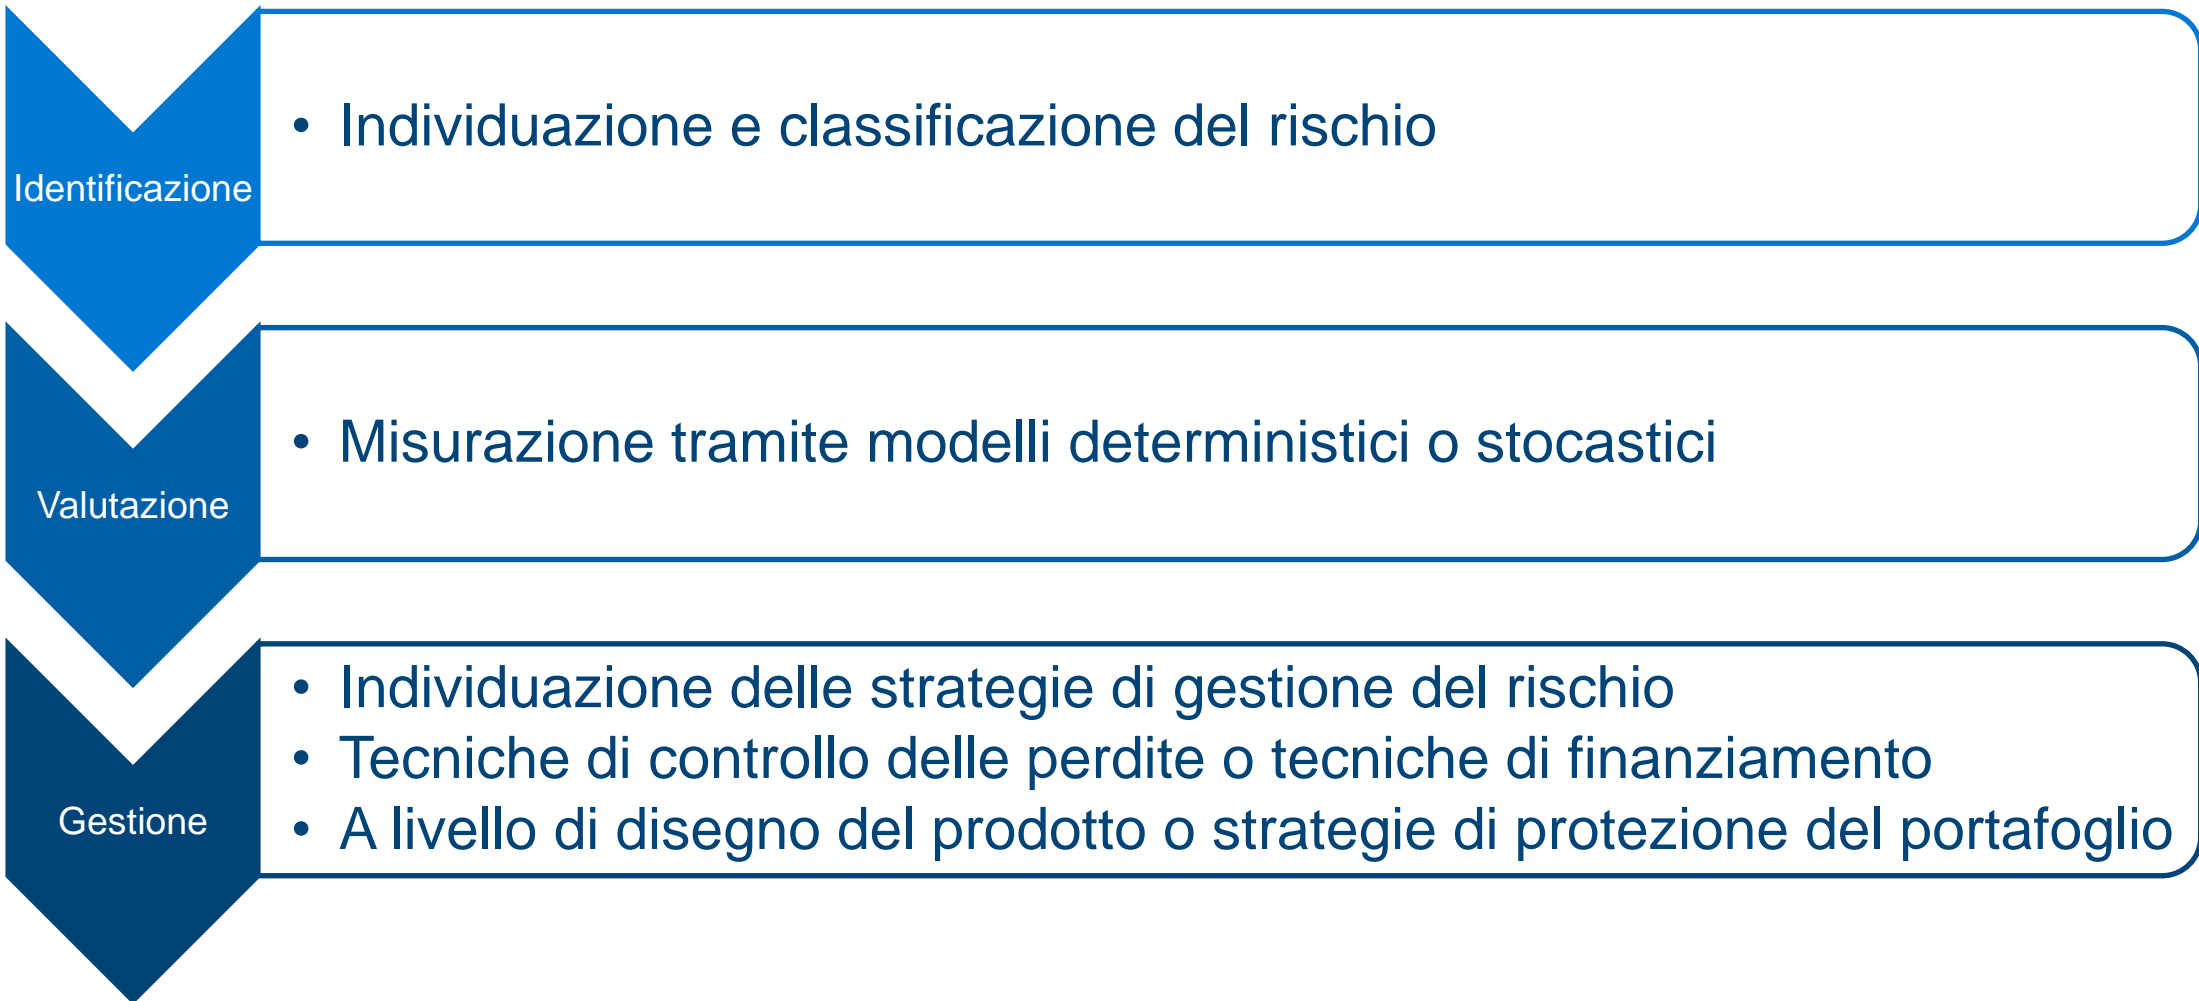 Identificazione
• Individuazione e classificazione del rischio
Valutazione
• Misurazione tramite modelli deterministici o stocastici
Gestione
• Individuazione delle strategie di gestione del rischio
• Tecniche di controllo delle perdite o tecniche di finanziamento
• A livello di disegno del prodotto o strategie di protezione del portafoglio